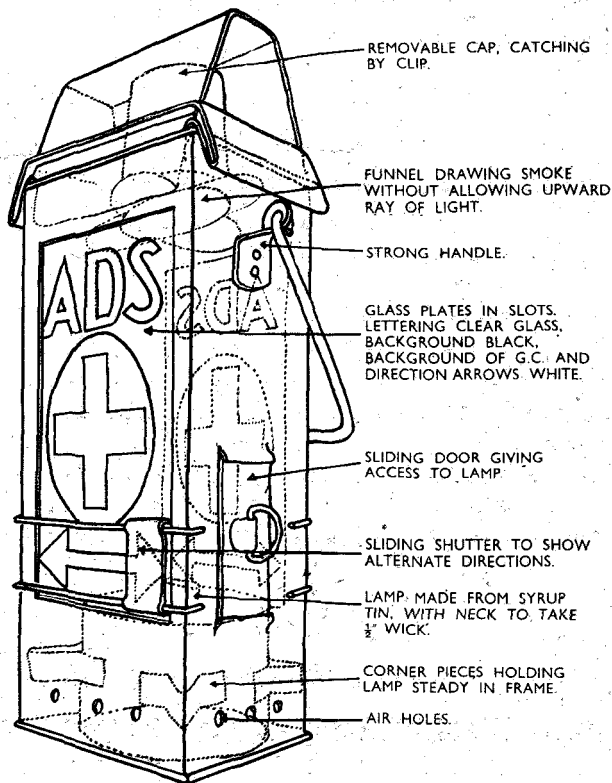 REMOVABLE CAP, CATCHING
BY CLIP.
FUNNEL DRAWING SMOKE
WITHOUT ALLOWING UPWARD
RAY OF LIGHT.
STRONG HANDLE.
ADS
ADS
GLASS PLATES IN SLOTS.
LETTERING CLEAR GLASS,
BACKGROUND BLACK,
BACKGROUND OF G.C. AND
DIRECTION ARROWS WHITE.
SLIDING DOOR GIVING
ACCESS TO LAMP
SLIDING SHUTTER TO SHOW
ALTERNATE DIRECTIONS.
LAMP MADE FROM SYRUP
TIN, WITH NECK TO TAKE
½" WICK.
CORNER PIECES HOLDING
LAMP STEADY IN FRAME.
AIR HOLES.